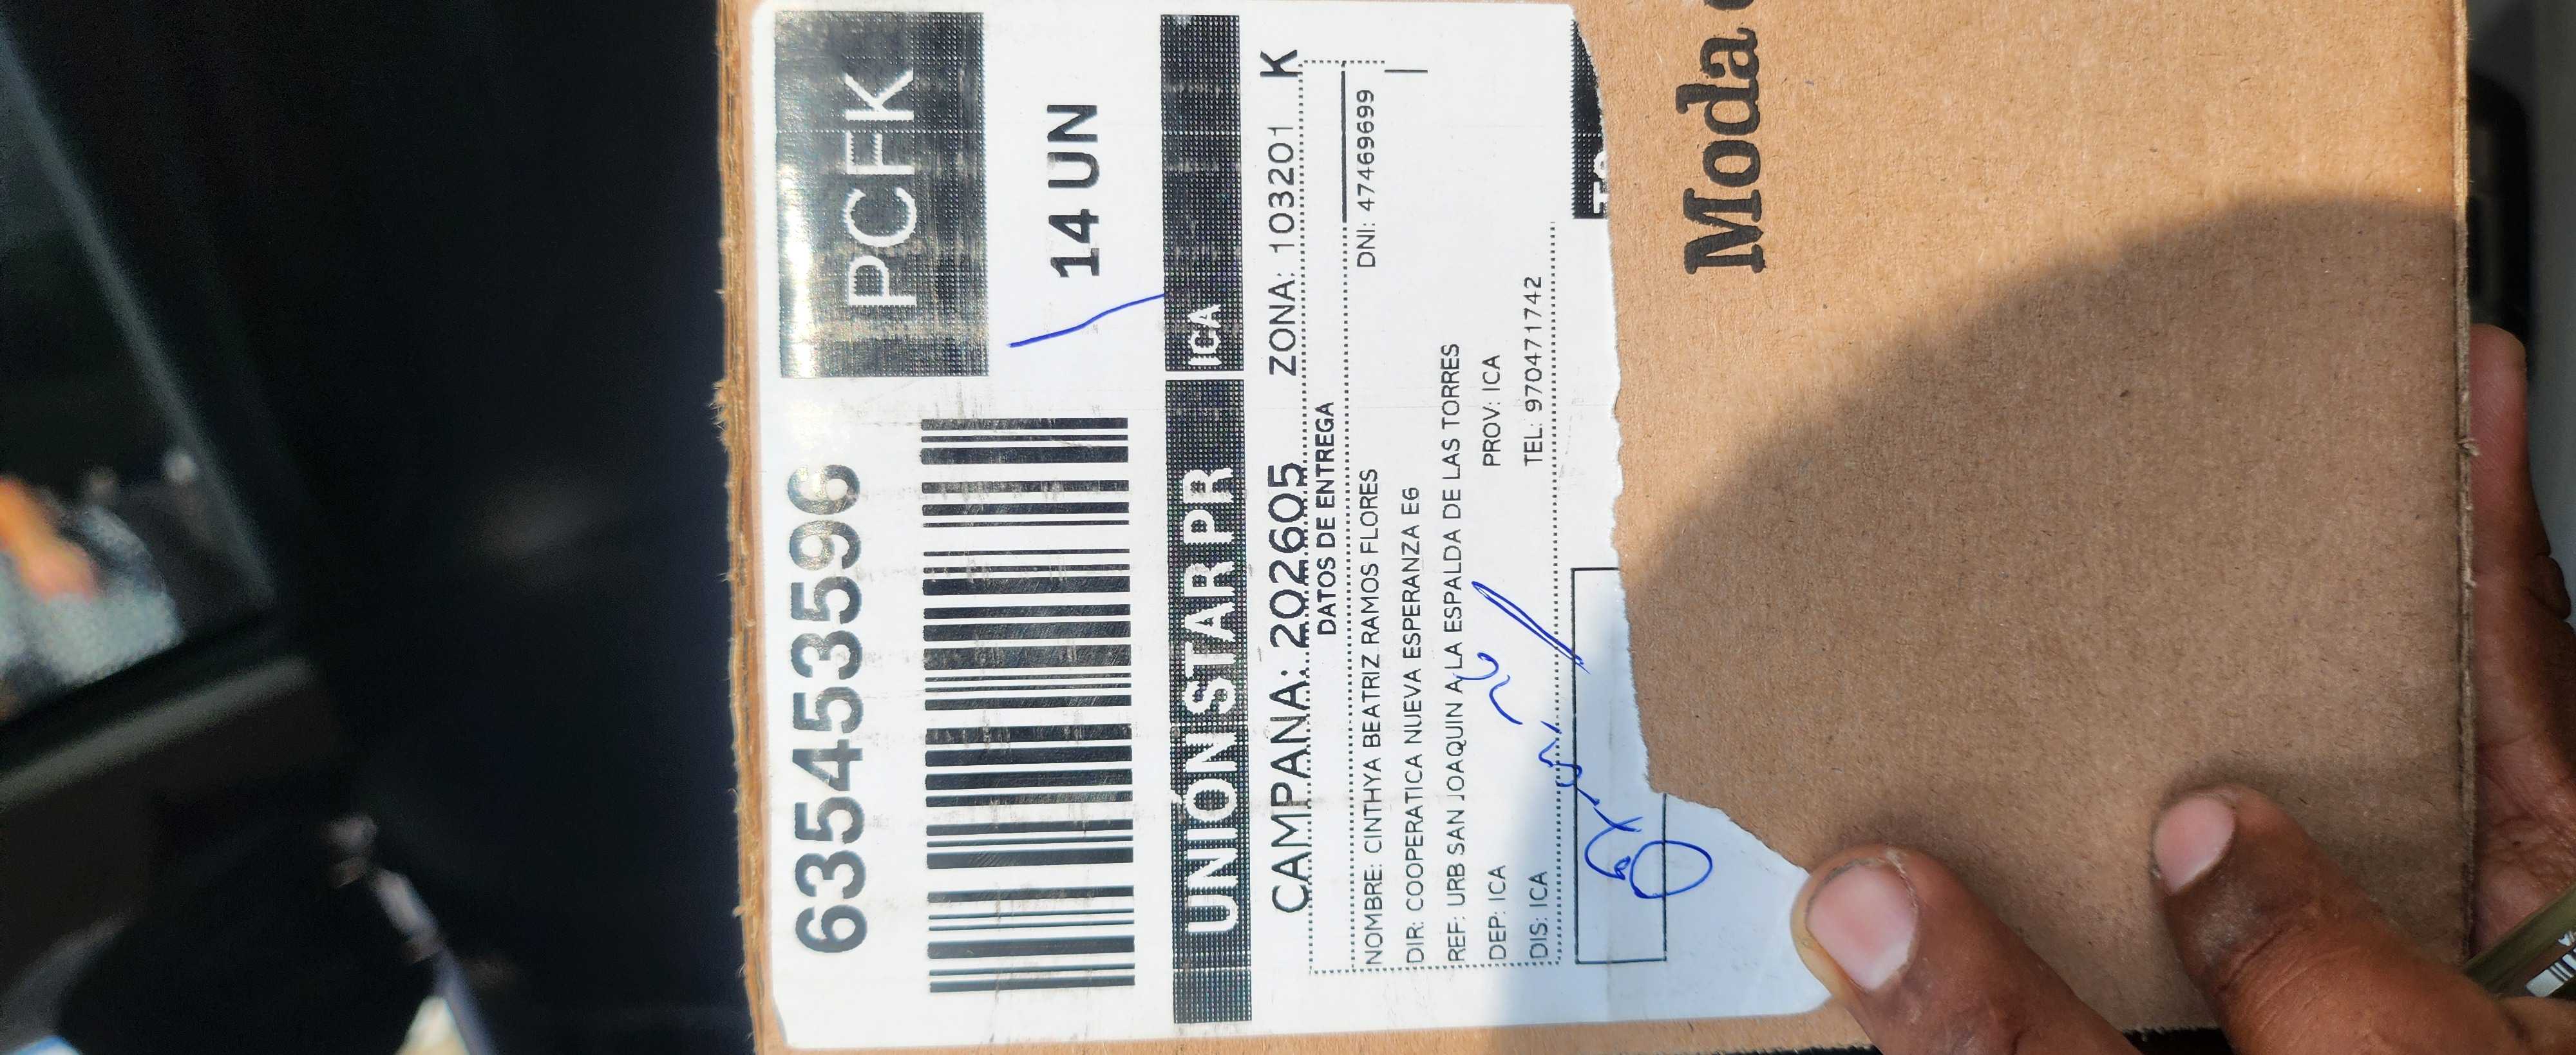 6354453596
PCFK
14 UN
UNIÓN STAR PR
ICA
CAMPANA: 202605 ZONA: 103201 K
DATOS DE ENTREGA
NOMBRE: CINTHYA BEATRIZ RAMOS FLORES DNI: 47469699
DIR: COOPERATICA NUEVA ESPERANZA E6
REF: URB SAN JOAQUIN A LA ESPALDA DE LAS TORRES
DEP: ICA PROV: ICA
DIS: ICA TEL: 970471742
Moda